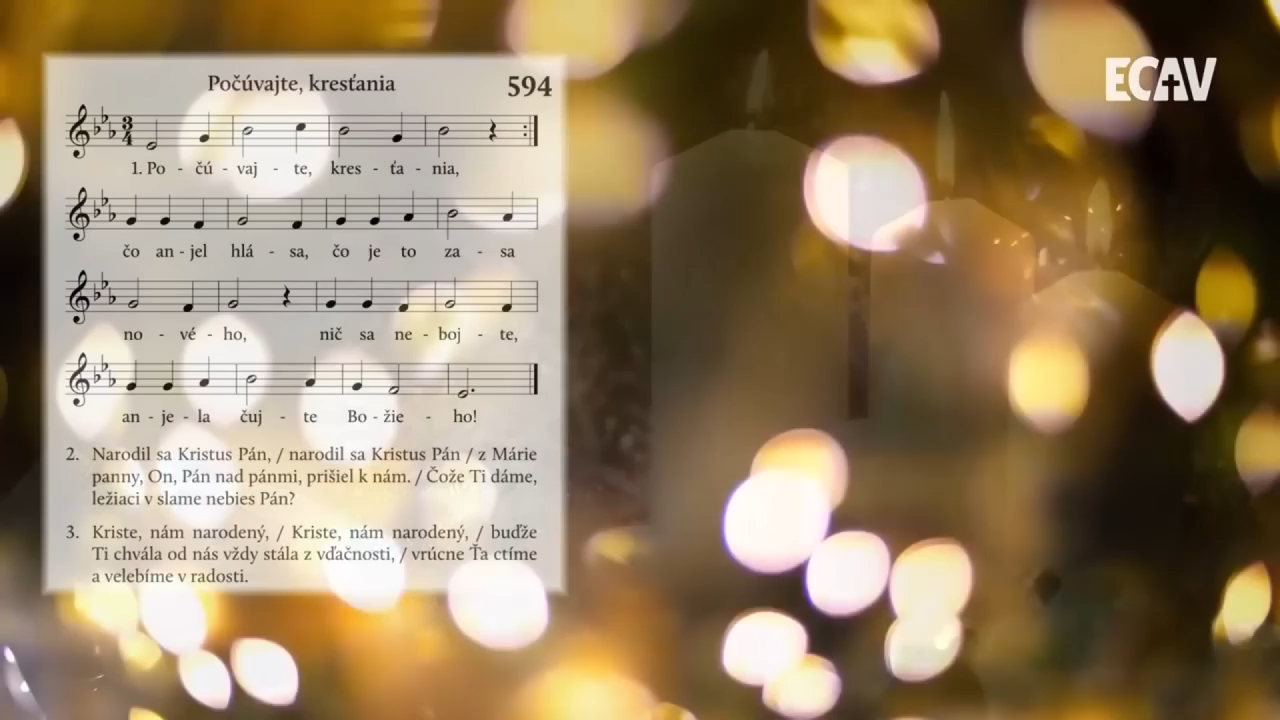 ECAV
Počúvajte, kresťania 594
3
4
1. Po - čú - vaj - te, kres - ťa - nia,
čo an - jel hlá - sa, čo je to za - sa
no - vé - ho, nič sa ne - boj - te,
an - je - la čuj - te Bo - žie - ho!
2. Narodil sa Kristus Pán, / narodil sa Kristus Pán / z Márie
panny, On, Pán nad pánmi, prišiel k nám. / Čože Ti dáme,
ležiaci v slame nebies Pán?
3. Kriste, nám narodený, / Kriste, nám narodený, / buďže
Ti chvála od nás vždy stála z vďačnosti, / vrúcne Ťa ctíme
a velebíme v radosti.